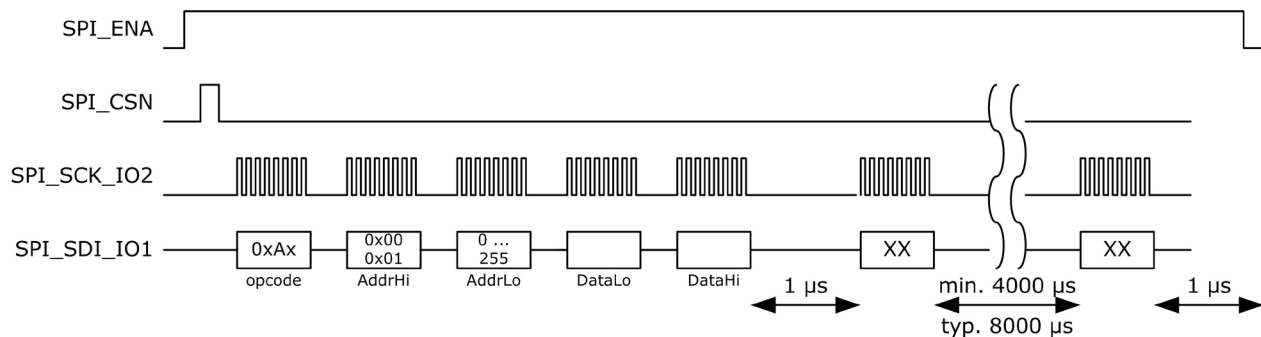 SPI_ENA
SPI_CSN
SPI_SCK_IO2
SPI_SDI_IO1
0xAx
opcode
0x00
0x01
AddrHi
0 ...
255
AddrLo
DataLo
DataHi
1 µs
XX
min. 4000 µs
typ. 8000 µs
XX
1 µs